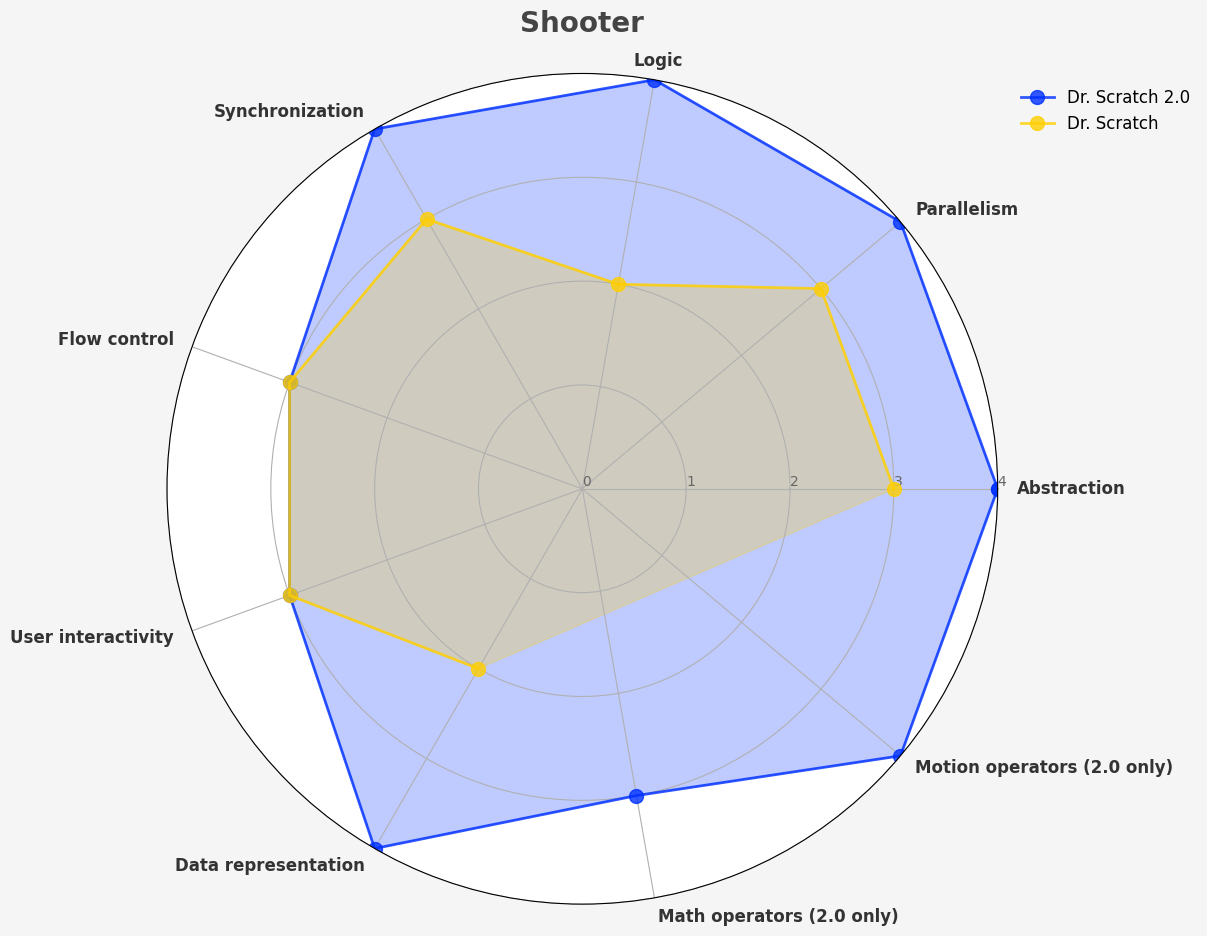 Shooter
Logic
Dr. Scratch 2.0
Synchronization
Dr. Scratch
Parallelism
Flow control
0
1
2
3
4
Abstraction
User interactivity
Motion operators (2.0 only)
Data representation
Math operators (2.0 only)